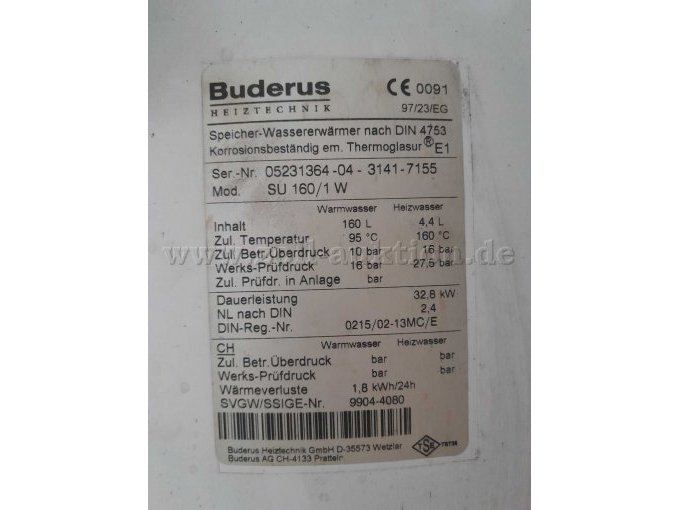 Buderus
HEIZTECHNIK
CE 0091
97/23/EG
Speicher-Wassererwärmer nach DIN 4753
Korrosionsbeständig em. Thermoglasur® E1
Ser.-Nr. 05231364-04 - 3141-7155
Mod. SU 160/1 W
Warmwasser Heizwasser
Inhalt 160 L 4,4 L
Zul. Temperatur 95 °C 160 °C
Zul. Betr.Überdruck 10 bar 16 bar
Werks-Prüfdruck 16 bar 27,5 bar
Zul. Prüfdr. in Anlage bar
Dauerleistung 32,8 kW
NL nach DIN 2,4
DIN-Reg.-Nr. 0215/02-13MC/E
CH Warmwasser Heizwasser
Zul. Betr.Überdruck bar bar
Werks-Prüfdruck bar bar
Wärmeverluste 1,8 kWh/24h
SVGW/SSIGE-Nr. 9904-4080
Buderus Heiztechnik GmbH D-35573 Wetzlar
Buderus AG CH-4133 Pratteln
TSE